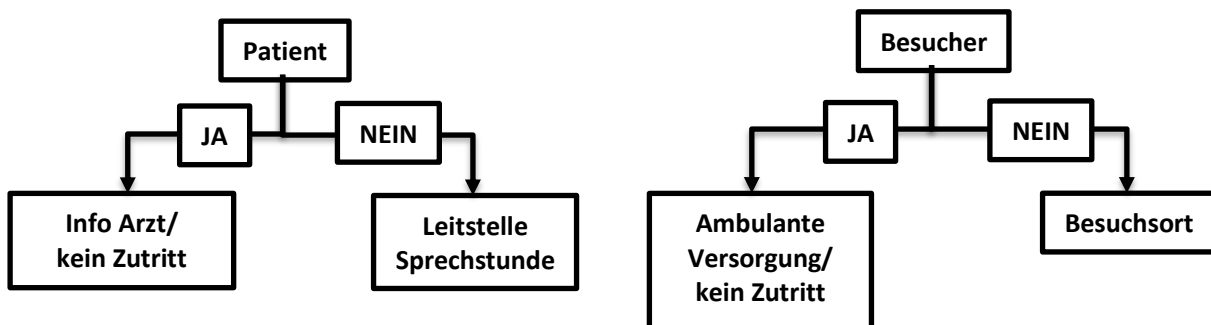 Patient
JA
NEIN
Info Arzt/
kein Zutritt
Leitstelle
Sprechstunde
Besucher
JA
NEIN
Ambulante
Versorgung/
kein Zutritt
Besuchsort